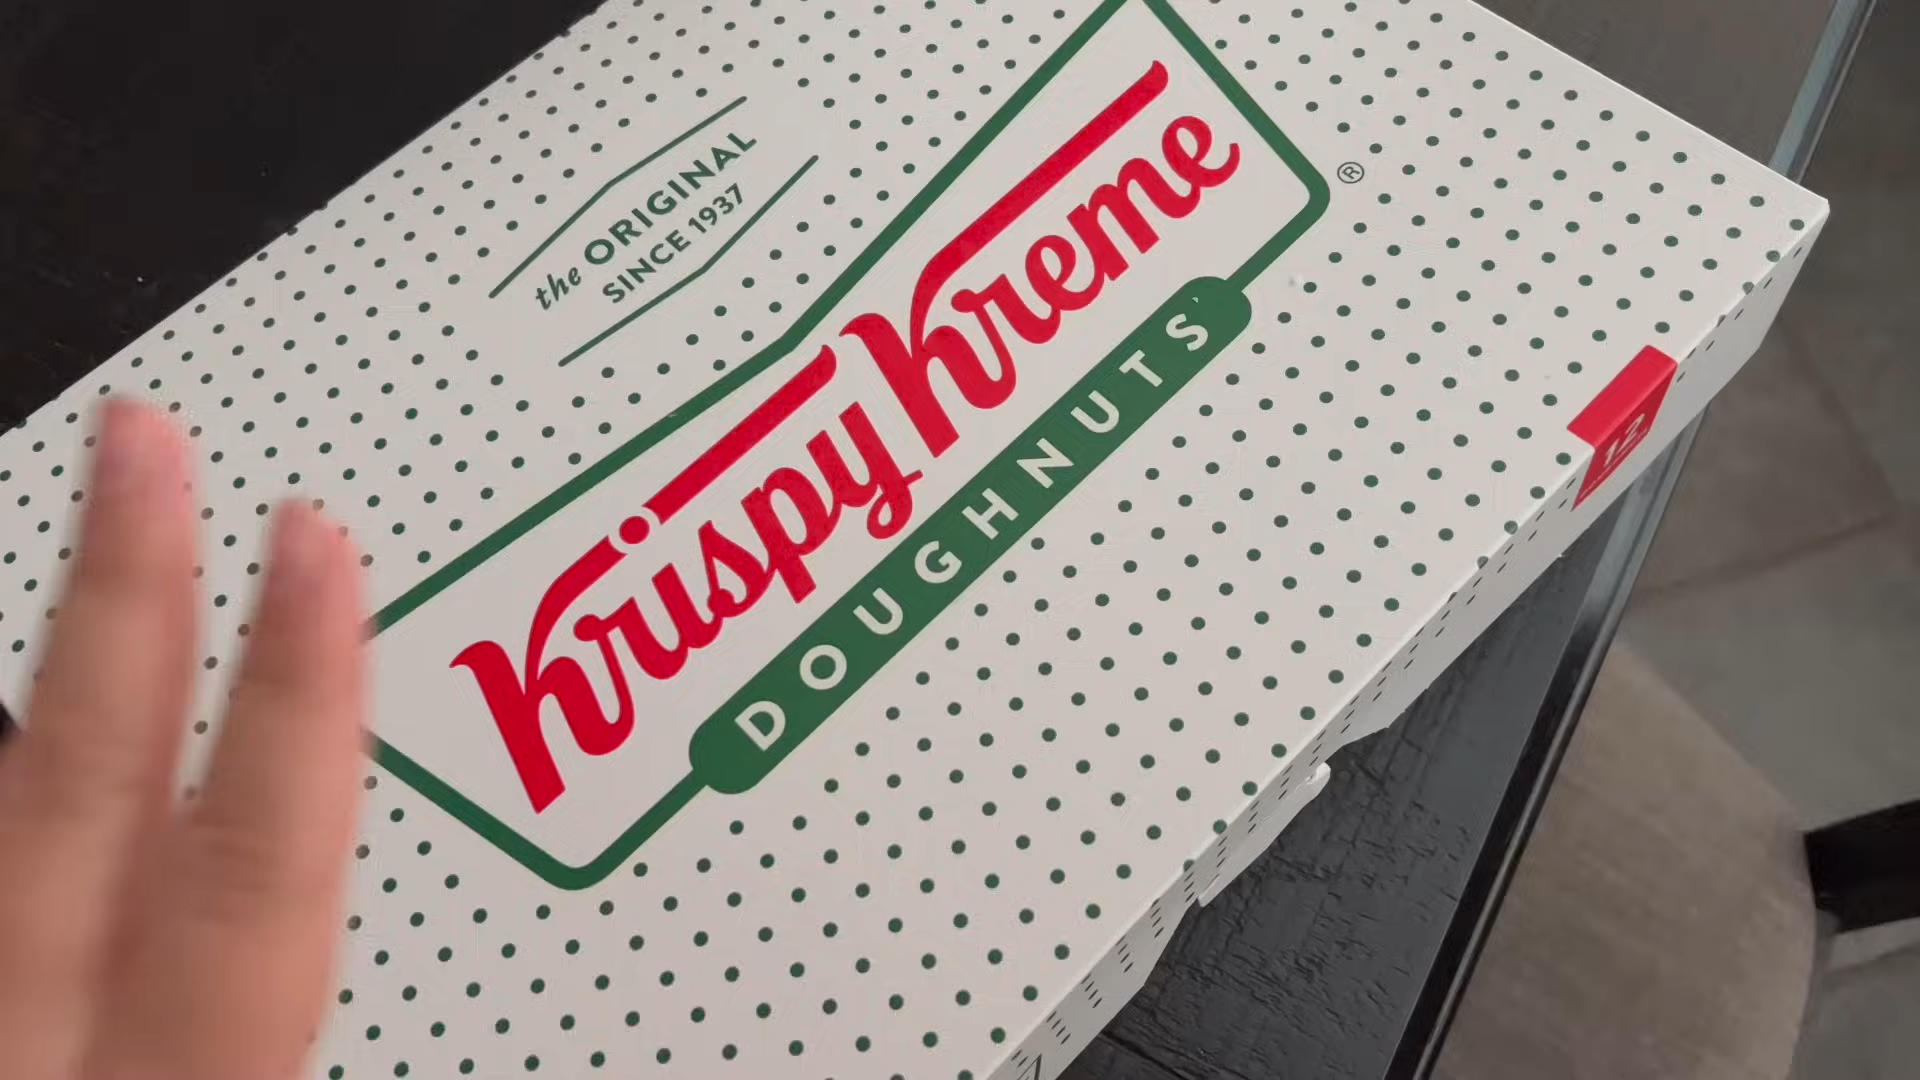 the ORIGINAL
SINCE 1937
krispy kreme
®
DOUGHNUTS
12